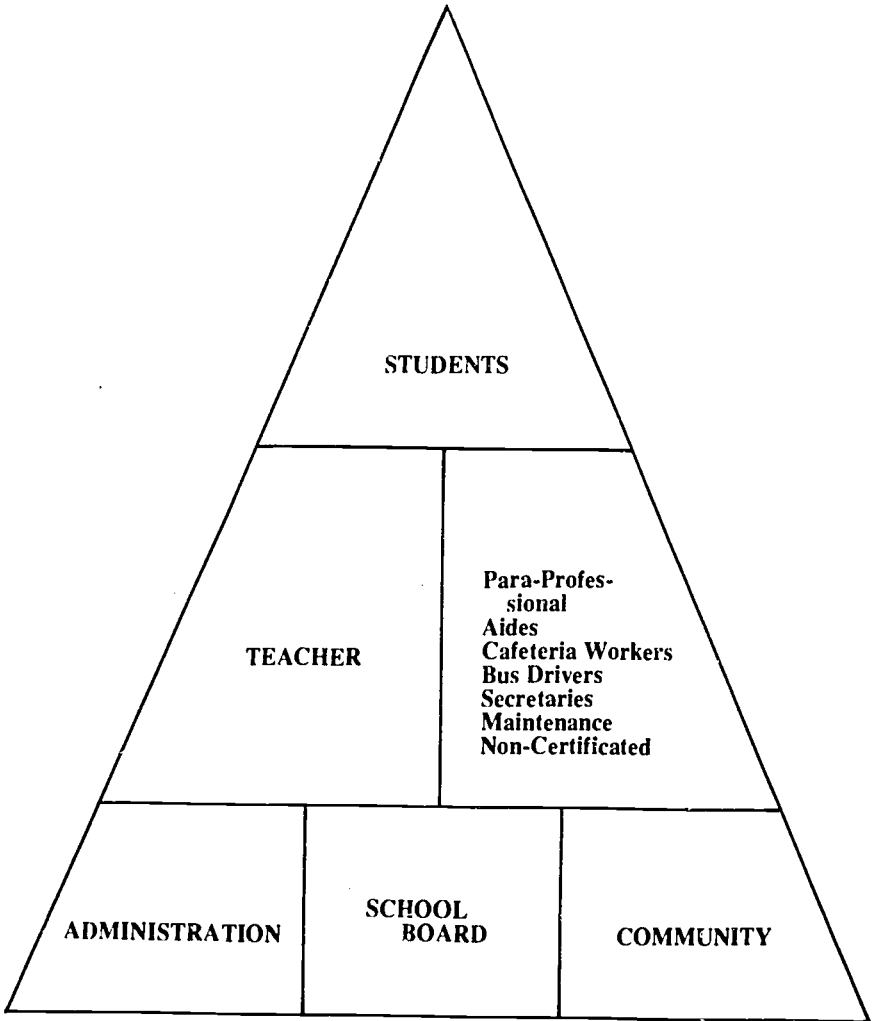 STUDENTS
TEACHER
Para-Profes-
sional
Aides
Cafeteria Workers
Bus Drivers
Secretaries
Maintenance
Non-Certificated
ADMINISTRATION
SCHOOL
BOARD
COMMUNITY